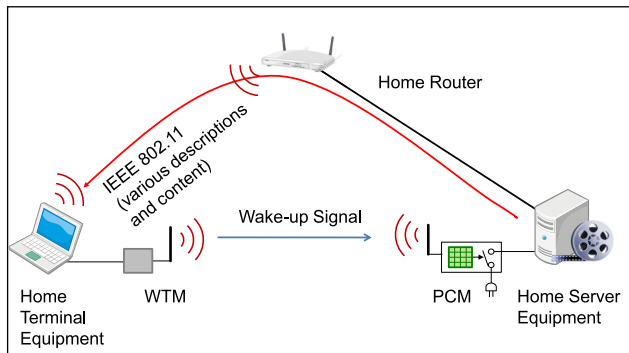 Home Router
IEEE 802.11
(various descriptions
and content)
Wake-up Signal
Home
Terminal
Equipment
WTM
PCM
Home Server
Equipment